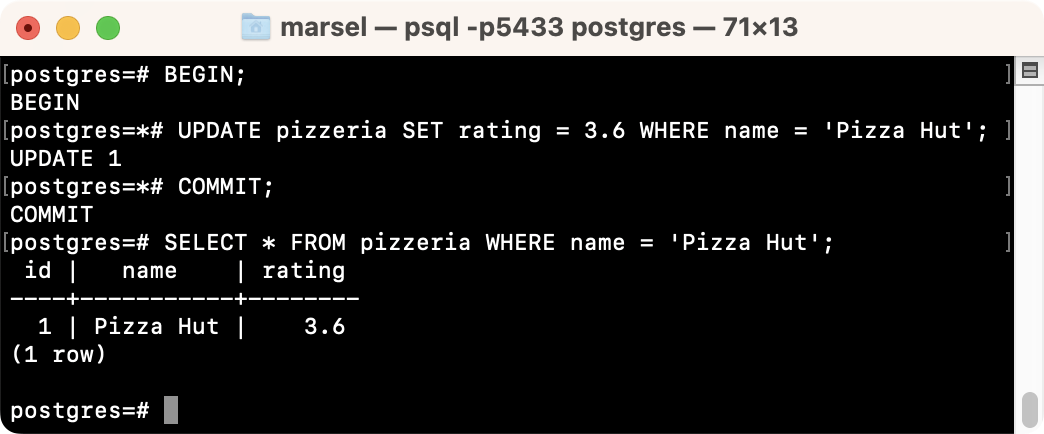 marsel — psql -p5433 postgres — 71×13
[postgres=# BEGIN; ]
BEGIN
[postgres=*# UPDATE pizzeria SET rating = 3.6 WHERE name = 'Pizza Hut'; ]
UPDATE 1
[postgres=*# COMMIT; ]
COMMIT
[postgres=# SELECT * FROM pizzeria WHERE name = 'Pizza Hut'; ]
 id |   name    | rating
----+-----------+--------
  1 | Pizza Hut |    3.6
(1 row)
postgres=#